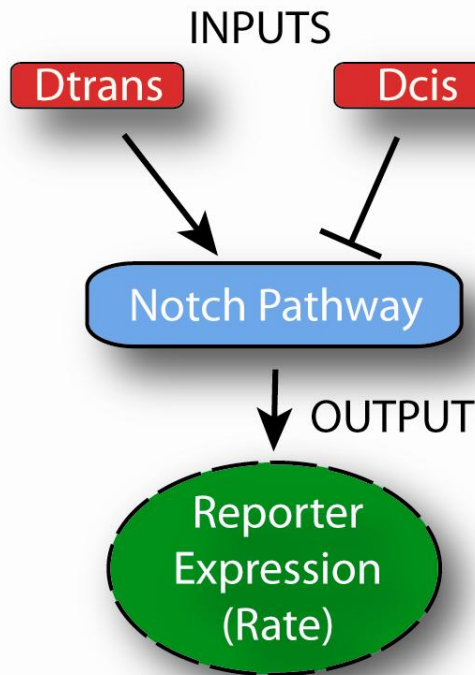 INPUTS
Dtrans
Dcis
Notch Pathway
OUTPUT
Reporter
Expression
(Rate)